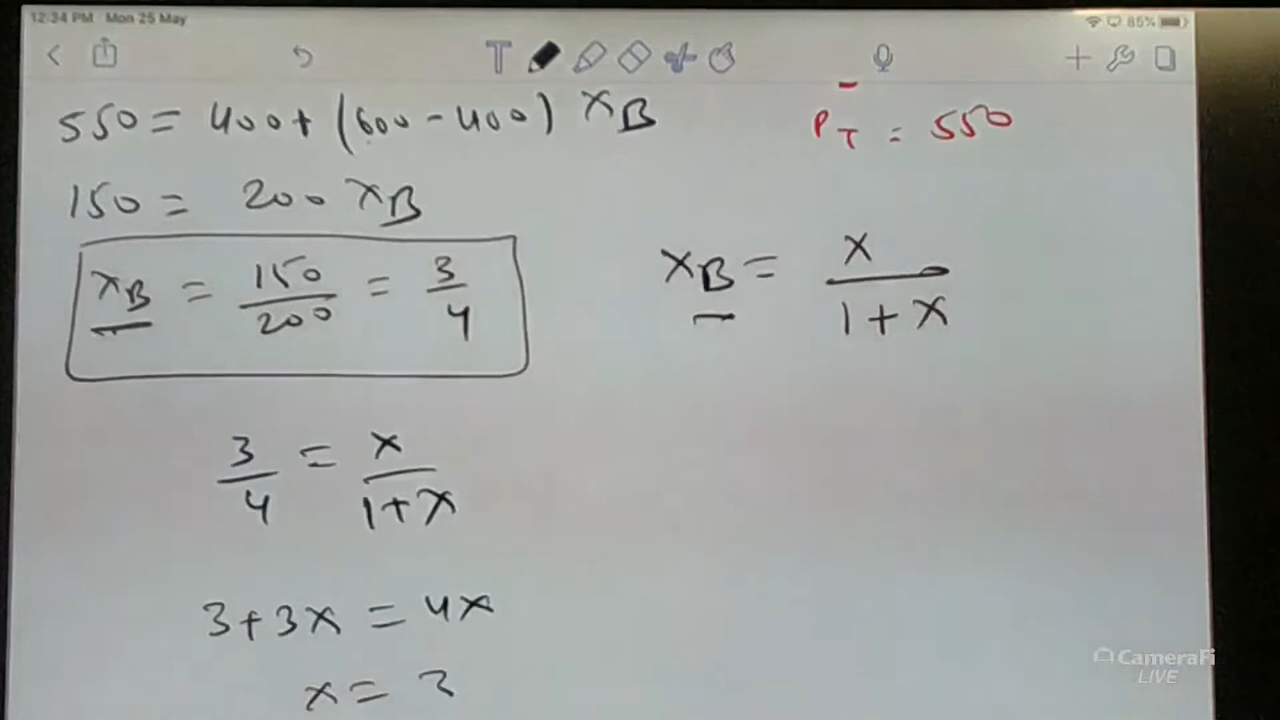 12:34 PM Mon 25 May
85%
T
550 = 400 + (600 - 400) xB
PT = 550
150 = 200 xB
xB = 150/200 = 3/4
xB = x/1+x
3/4 = x/1+x
3+3x = 4x
x = 3
CameraFi
LIVE